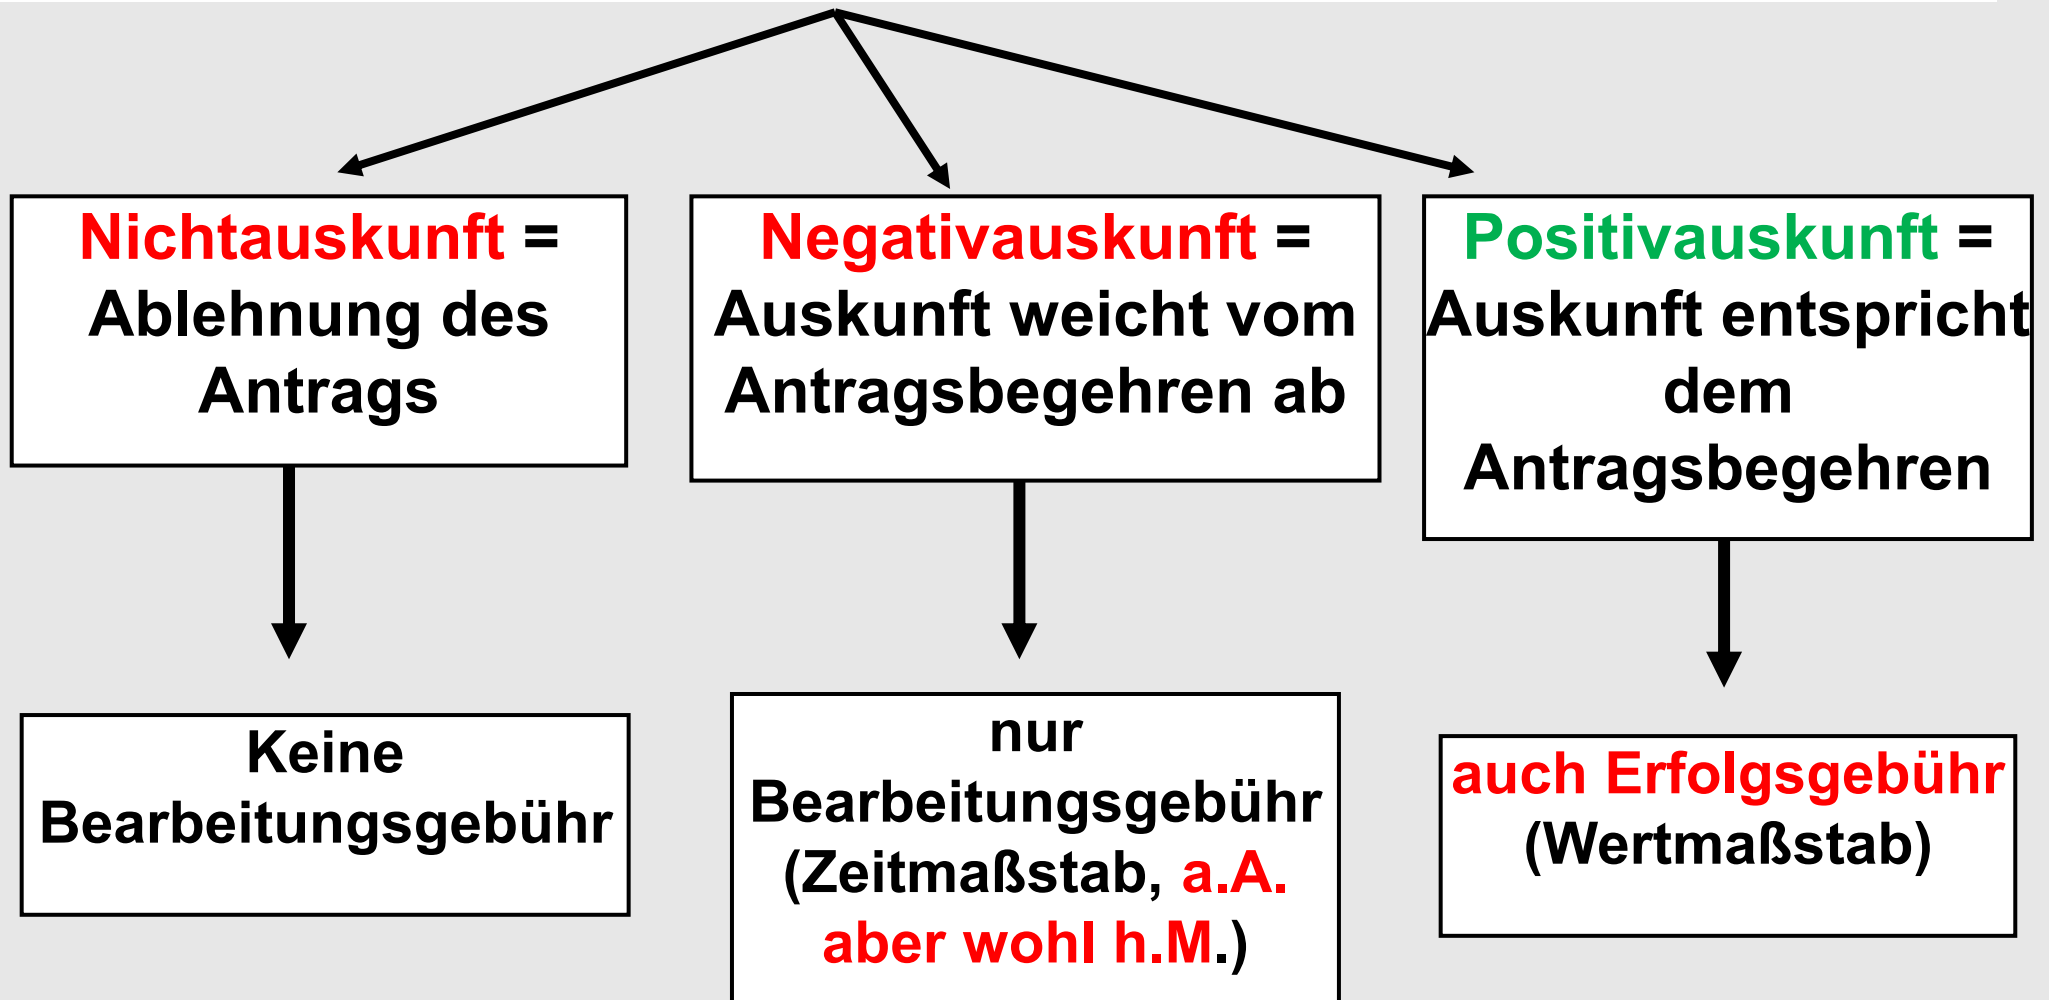 Nichtauskunft =
Ablehnung des
Antrags
Negativauskunft =
Auskunft weicht vom
Antragsbegehren ab
Positivauskunft =
Auskunft entspricht
dem
Antragsbegehren
Keine
Bearbeitungsgebühr
nur
Bearbeitungsgebühr
(Zeitmaßstab, a.A.
aber wohl h.M.)
auch Erfolgsgebühr
(Wertmaßstab)